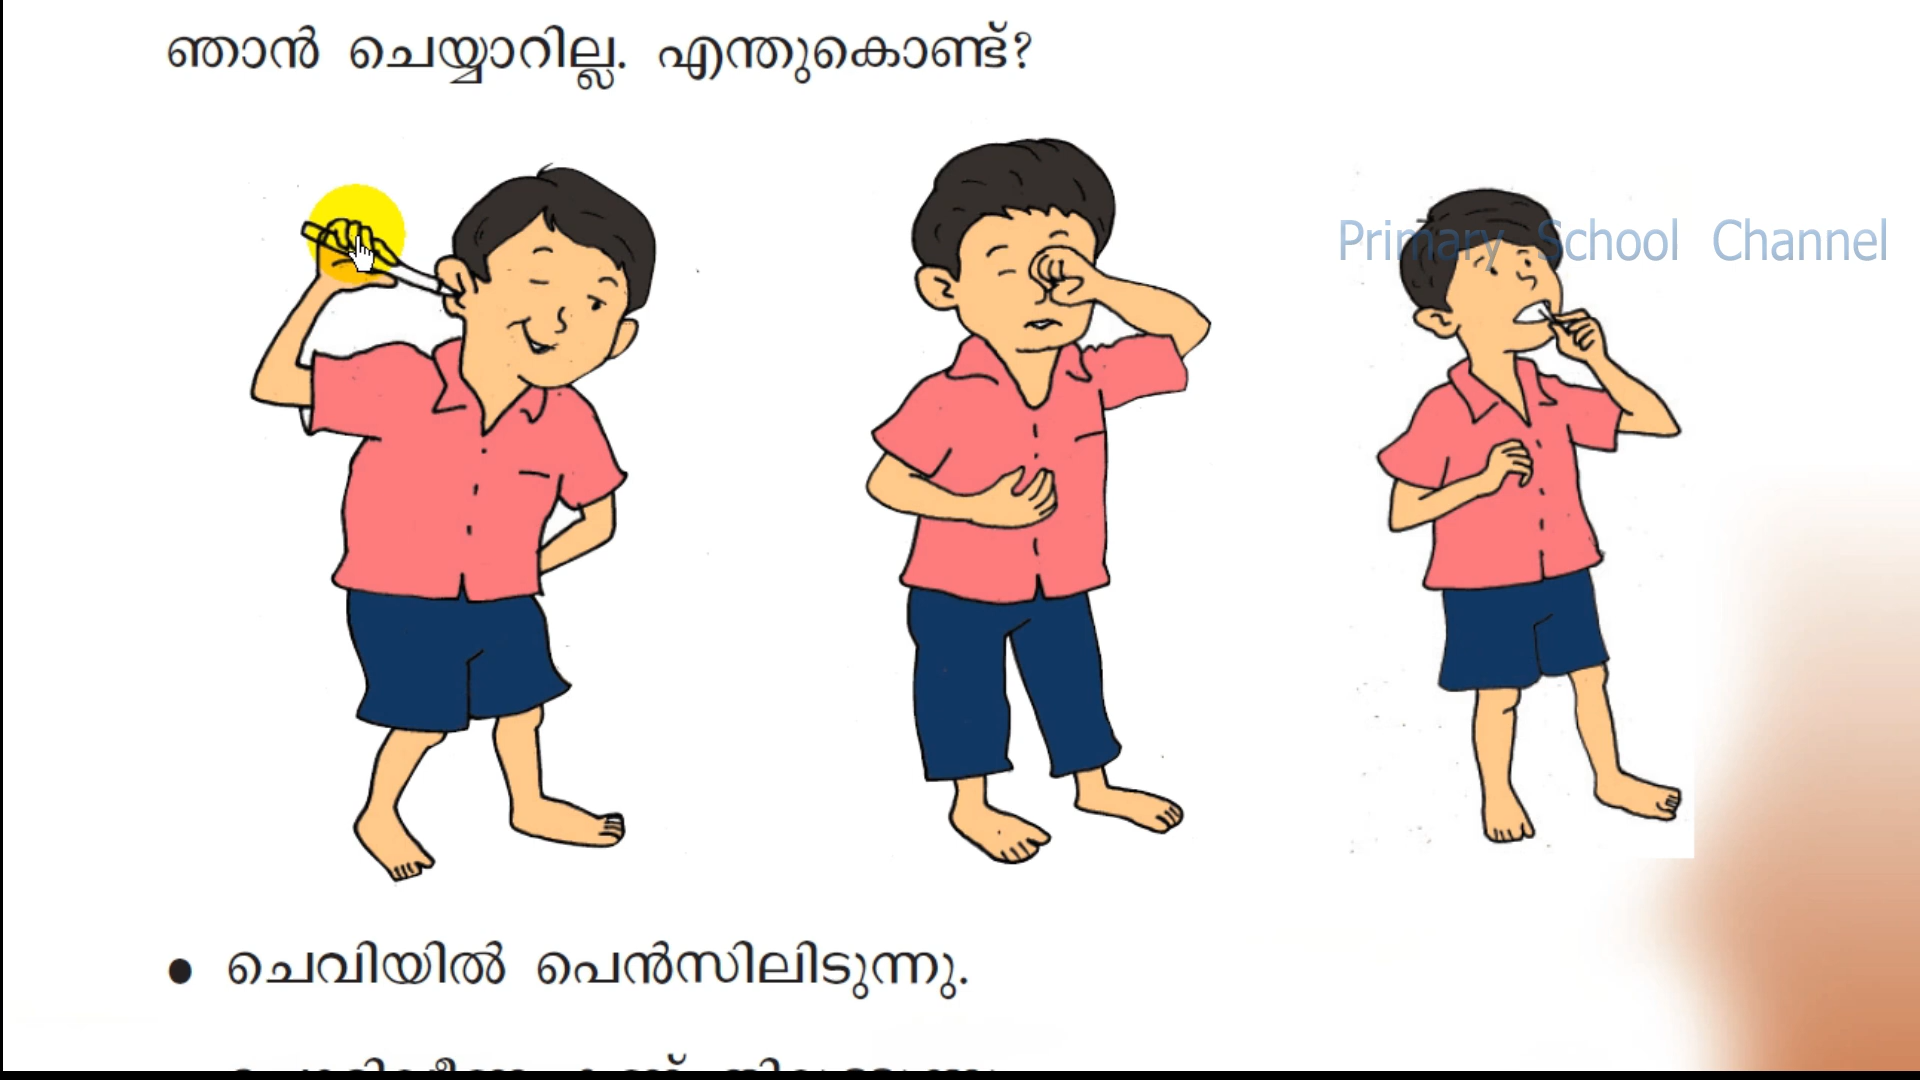 ഞാൻ ചെയ്യാറില്ല. എന്തുകൊണ്ട്?
Primary School Channel
• ചെവിയിൽ പെൻസിലിടുന്നു.